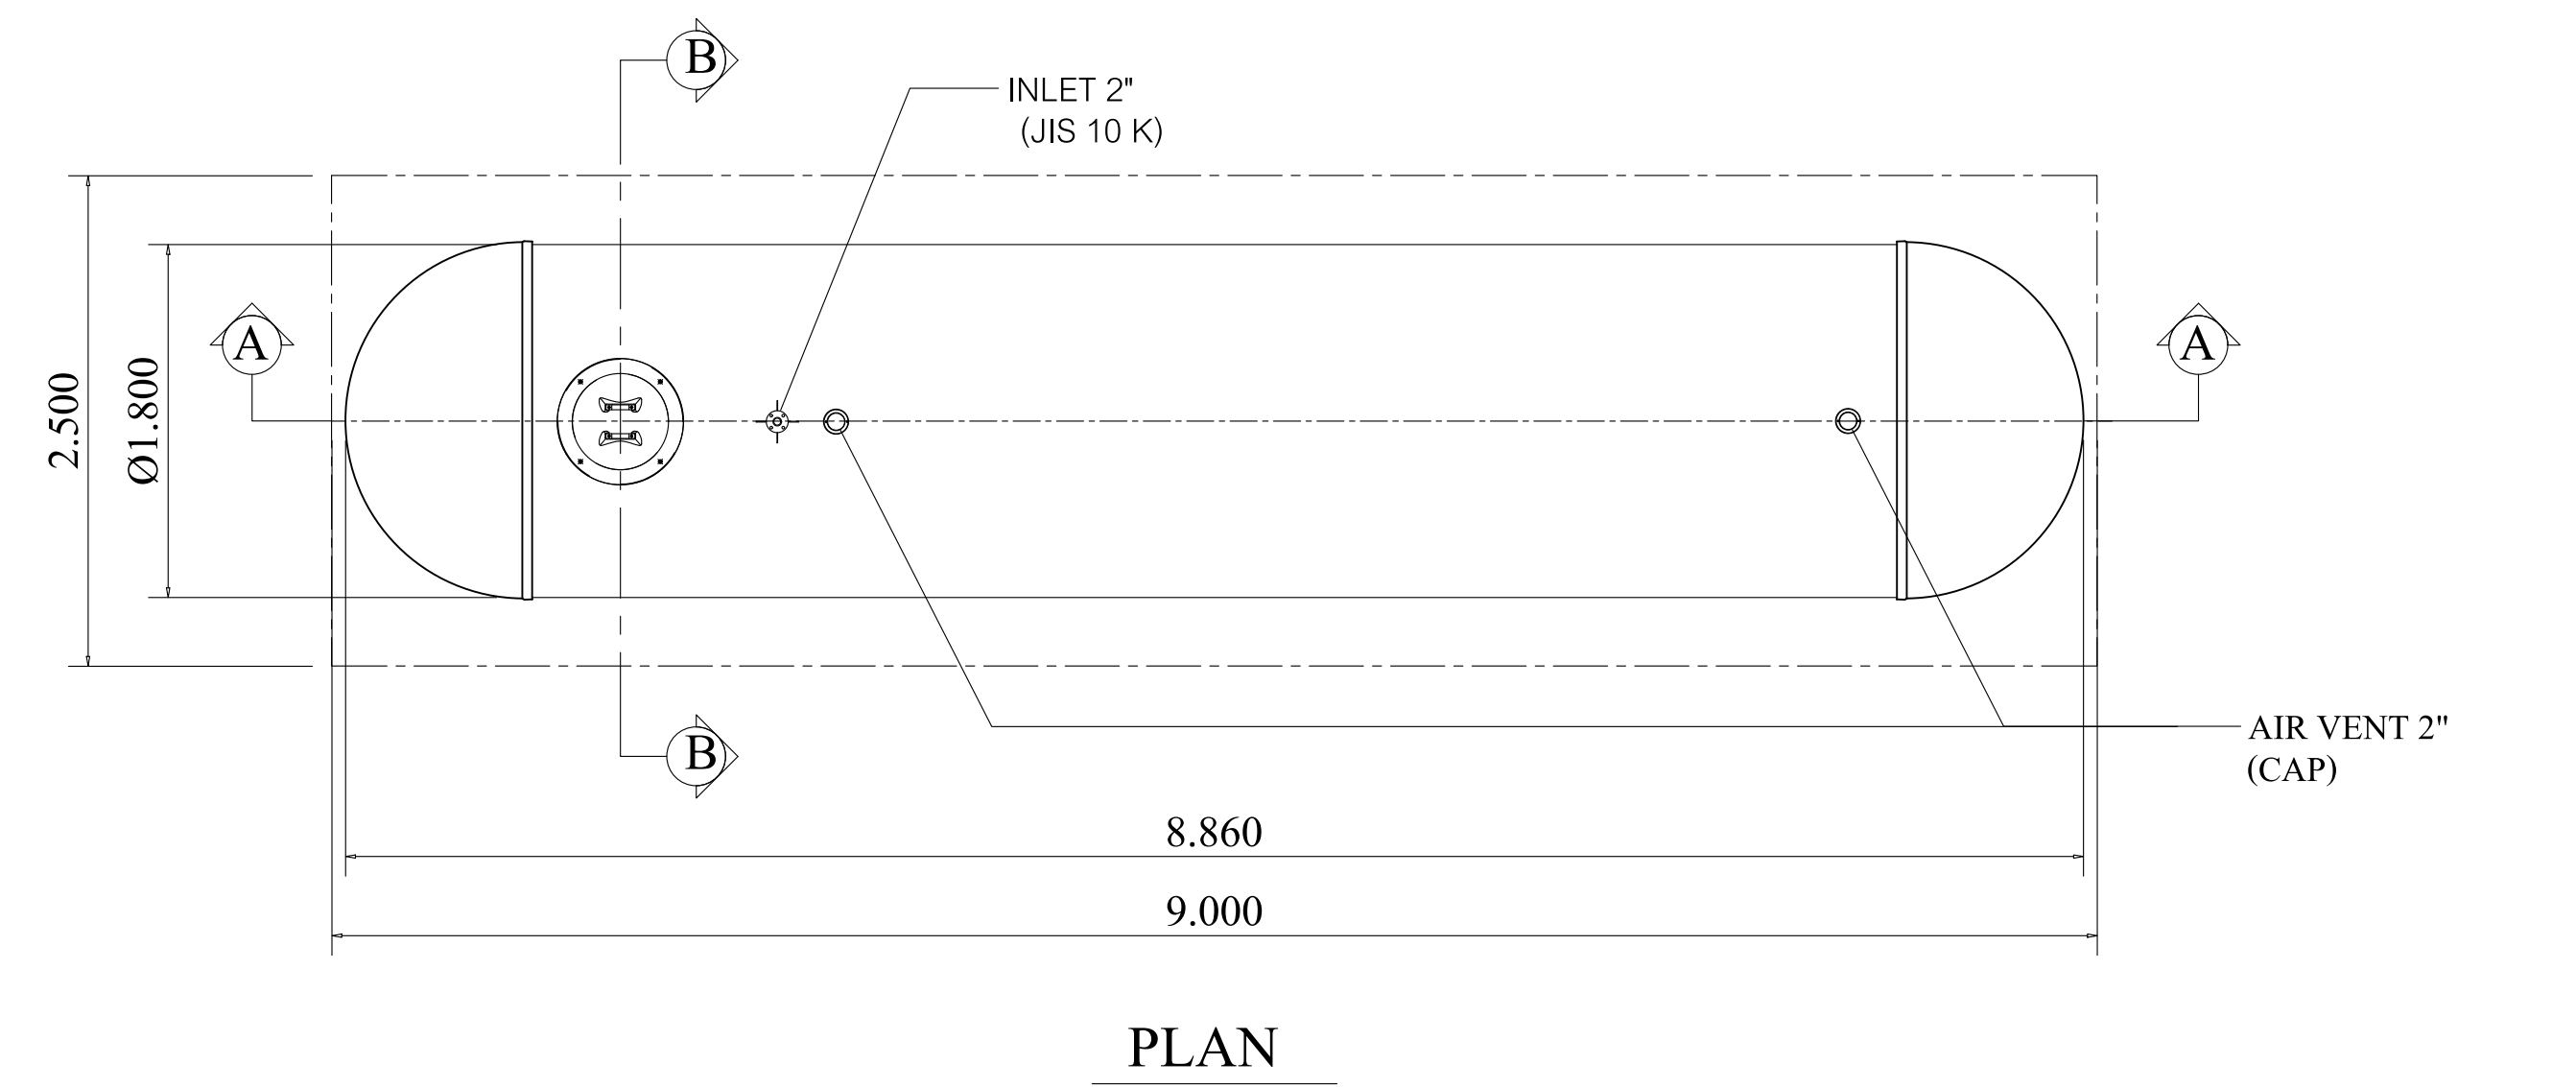 B
INLET 2"
(JIS 10 K)
A
A
2.500
Ø1.800
B
AIR VENT 2"
(CAP)
8.860
9.000
PLAN